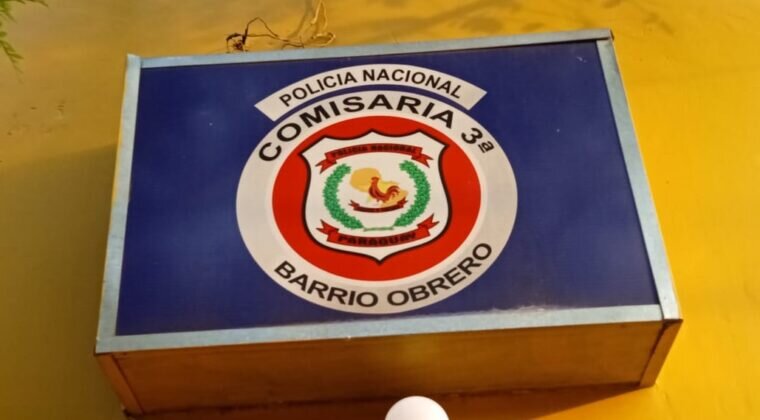 POLICIA NACIONAL
COMISARIA 3ª
POLICIA NACIONAL
PARAGUAY
BARRIO OBRERO